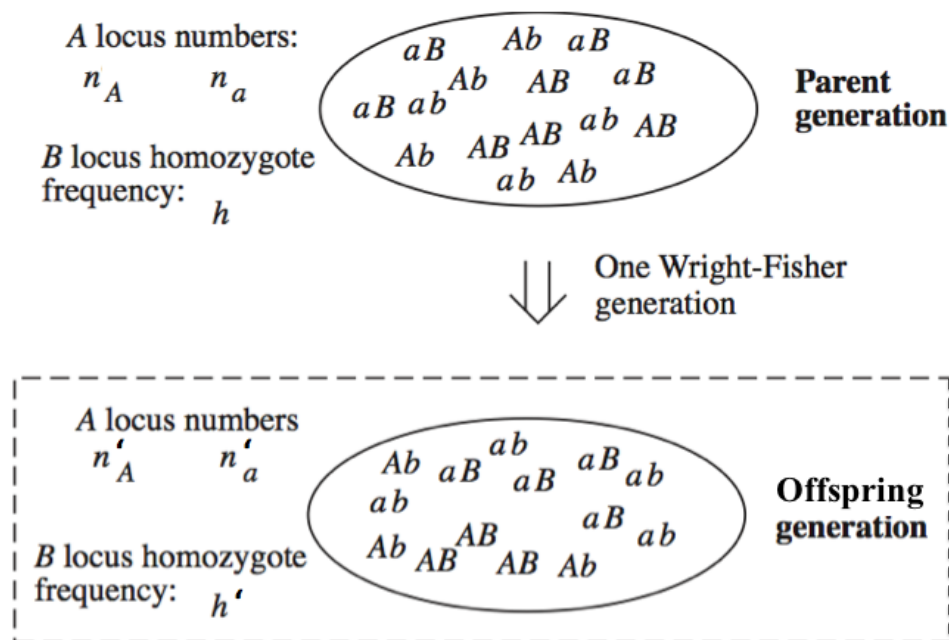 A locus numbers:
n_A n_a
B locus homozygote
frequency: h
aB Ab aB
Ab AB aB
aB ab
Ab AB AB ab AB
ab Ab
Parent
generation
One Wright-Fisher
generation
A locus numbers
n'_A n'_a
B locus homozygote
frequency: h'
Ab aB ab aB aB ab
ab aB ab
Ab AB AB AB Ab
Offspring
generation